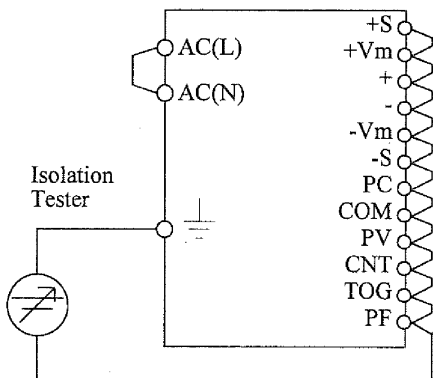 AC(L)
AC(N)
Isolation
Tester
+S
+Vm
+
-
-Vm
-S
PC
COM
PV
CNT
TOG
PF